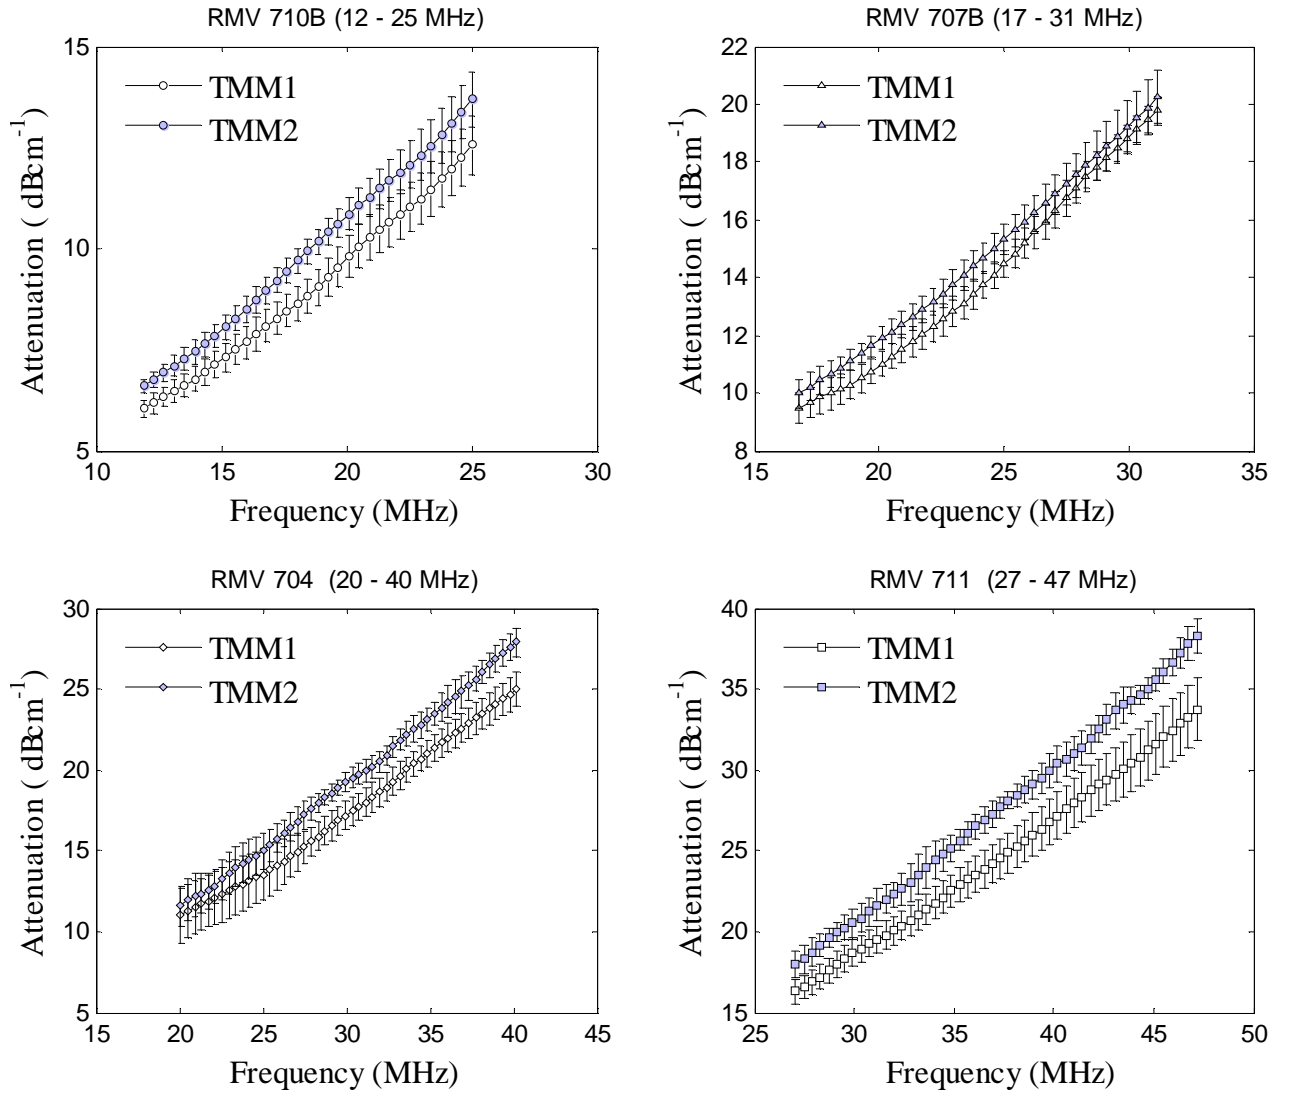 RMV 710B (12 - 25 MHz)
15
10
5
10 15 20 25 30
TMM1
TMM2
Attenuation ( dBcm-1)
Frequency (MHz)
RMV 707B (17 - 31 MHz)
22
20
18
16
14
12
10
8
15 20 25 30 35
TMM1
TMM2
Attenuation ( dBcm-1)
Frequency (MHz)
RMV 704 (20 - 40 MHz)
30
25
20
15
10
5
15 20 25 30 35 40 45
TMM1
TMM2
Attenuation ( dBcm-1)
Frequency (MHz)
RMV 711 (27 - 47 MHz)
40
35
30
25
20
15
25 30 35 40 45 50
TMM1
TMM2
Attenuation ( dBcm-1)
Frequency (MHz)